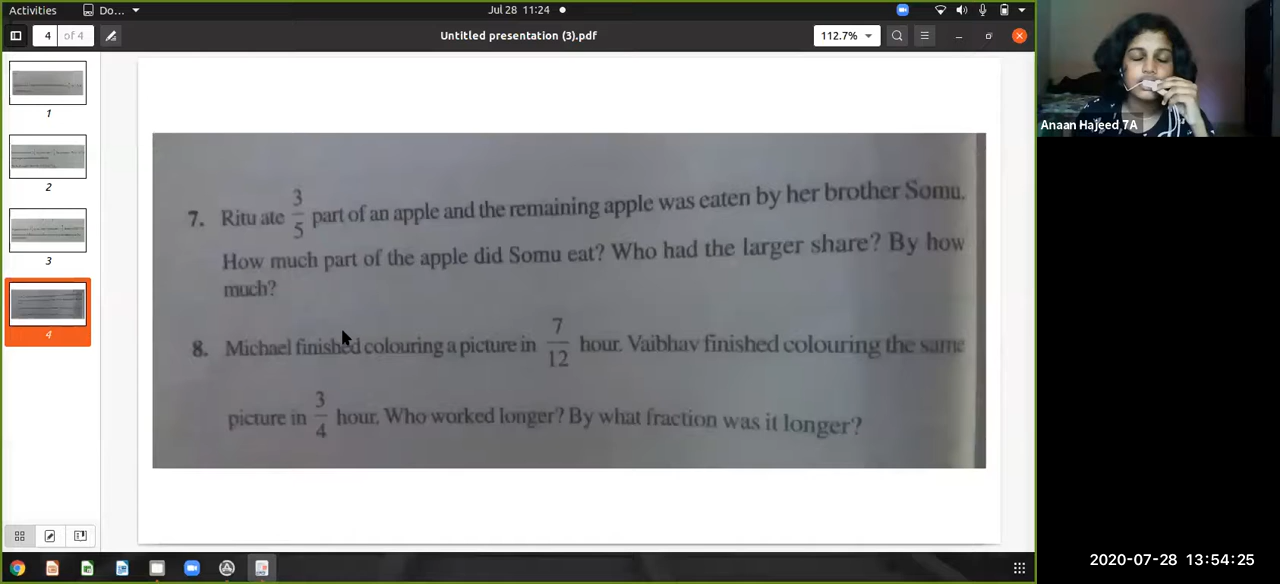 Activities
Do...
Jul 28 11:24
4 of 4
Untitled presentation (3).pdf
112.7%
1
2
3
4
7. Ritu ate 3/5 part of an apple and the remaining apple was eaten by her brother Somu.
How much part of the apple did Somu eat? Who had the larger share? By how
much?
8. Michael finished colouring a picture in 7/12 hour. Vaibhav finished colouring the same
picture in 3/4 hour. Who worked longer? By what fraction was it longer?
Anaan Hajeed 7A
2020-07-28 13:54:25